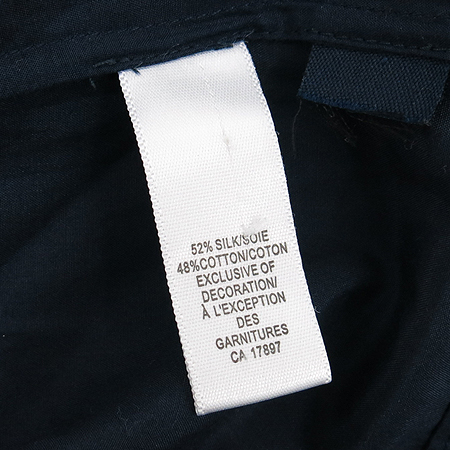 52% SILK/SOIE
48%COTTON/COTON
EXCLUSIVE OF
DECORATION/
À L'EXCEPTION
DES
GARNITURES
CA 17897